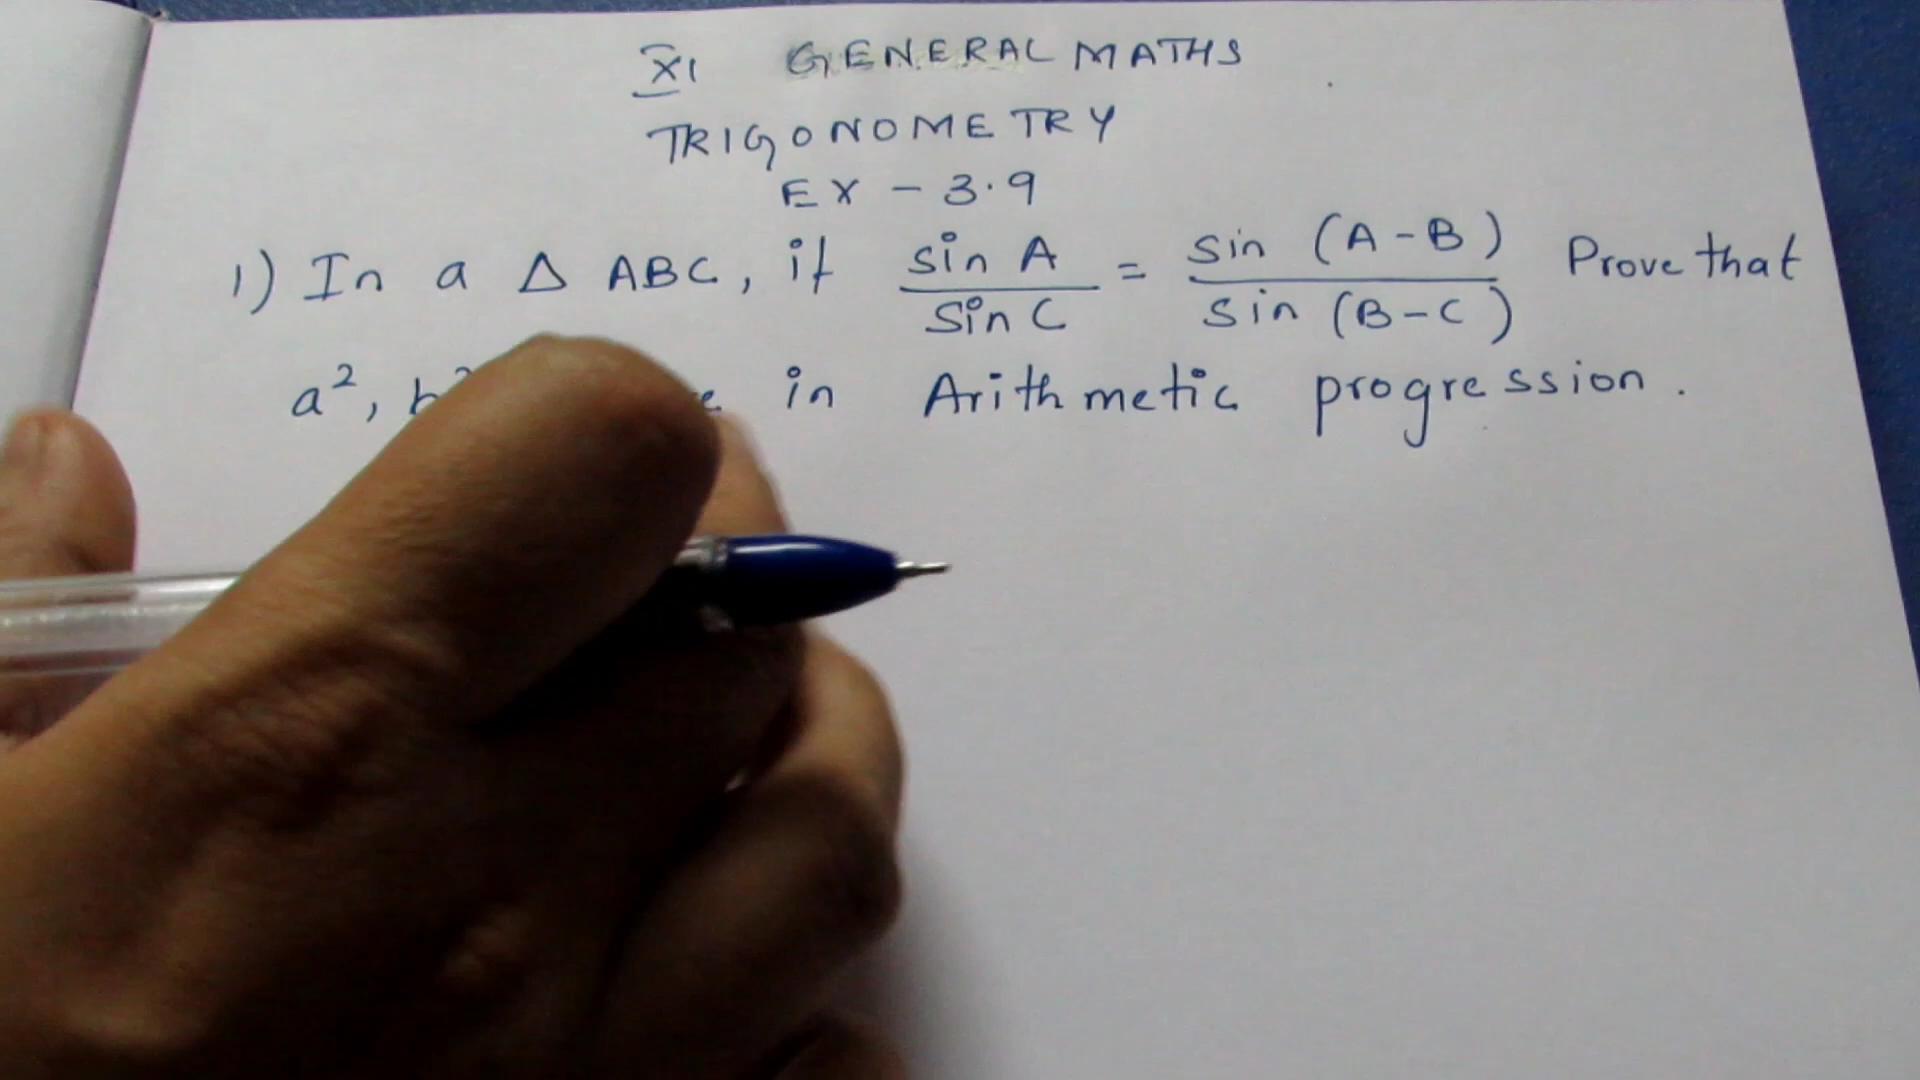 XI GENERAL MATHS
TRIGONOMETRY
EX - 3.9
1) In a Δ ABC, if sin A / sin C = sin (A-B) / sin (B-C) Prove that
a², b² in Arithmetic progression.